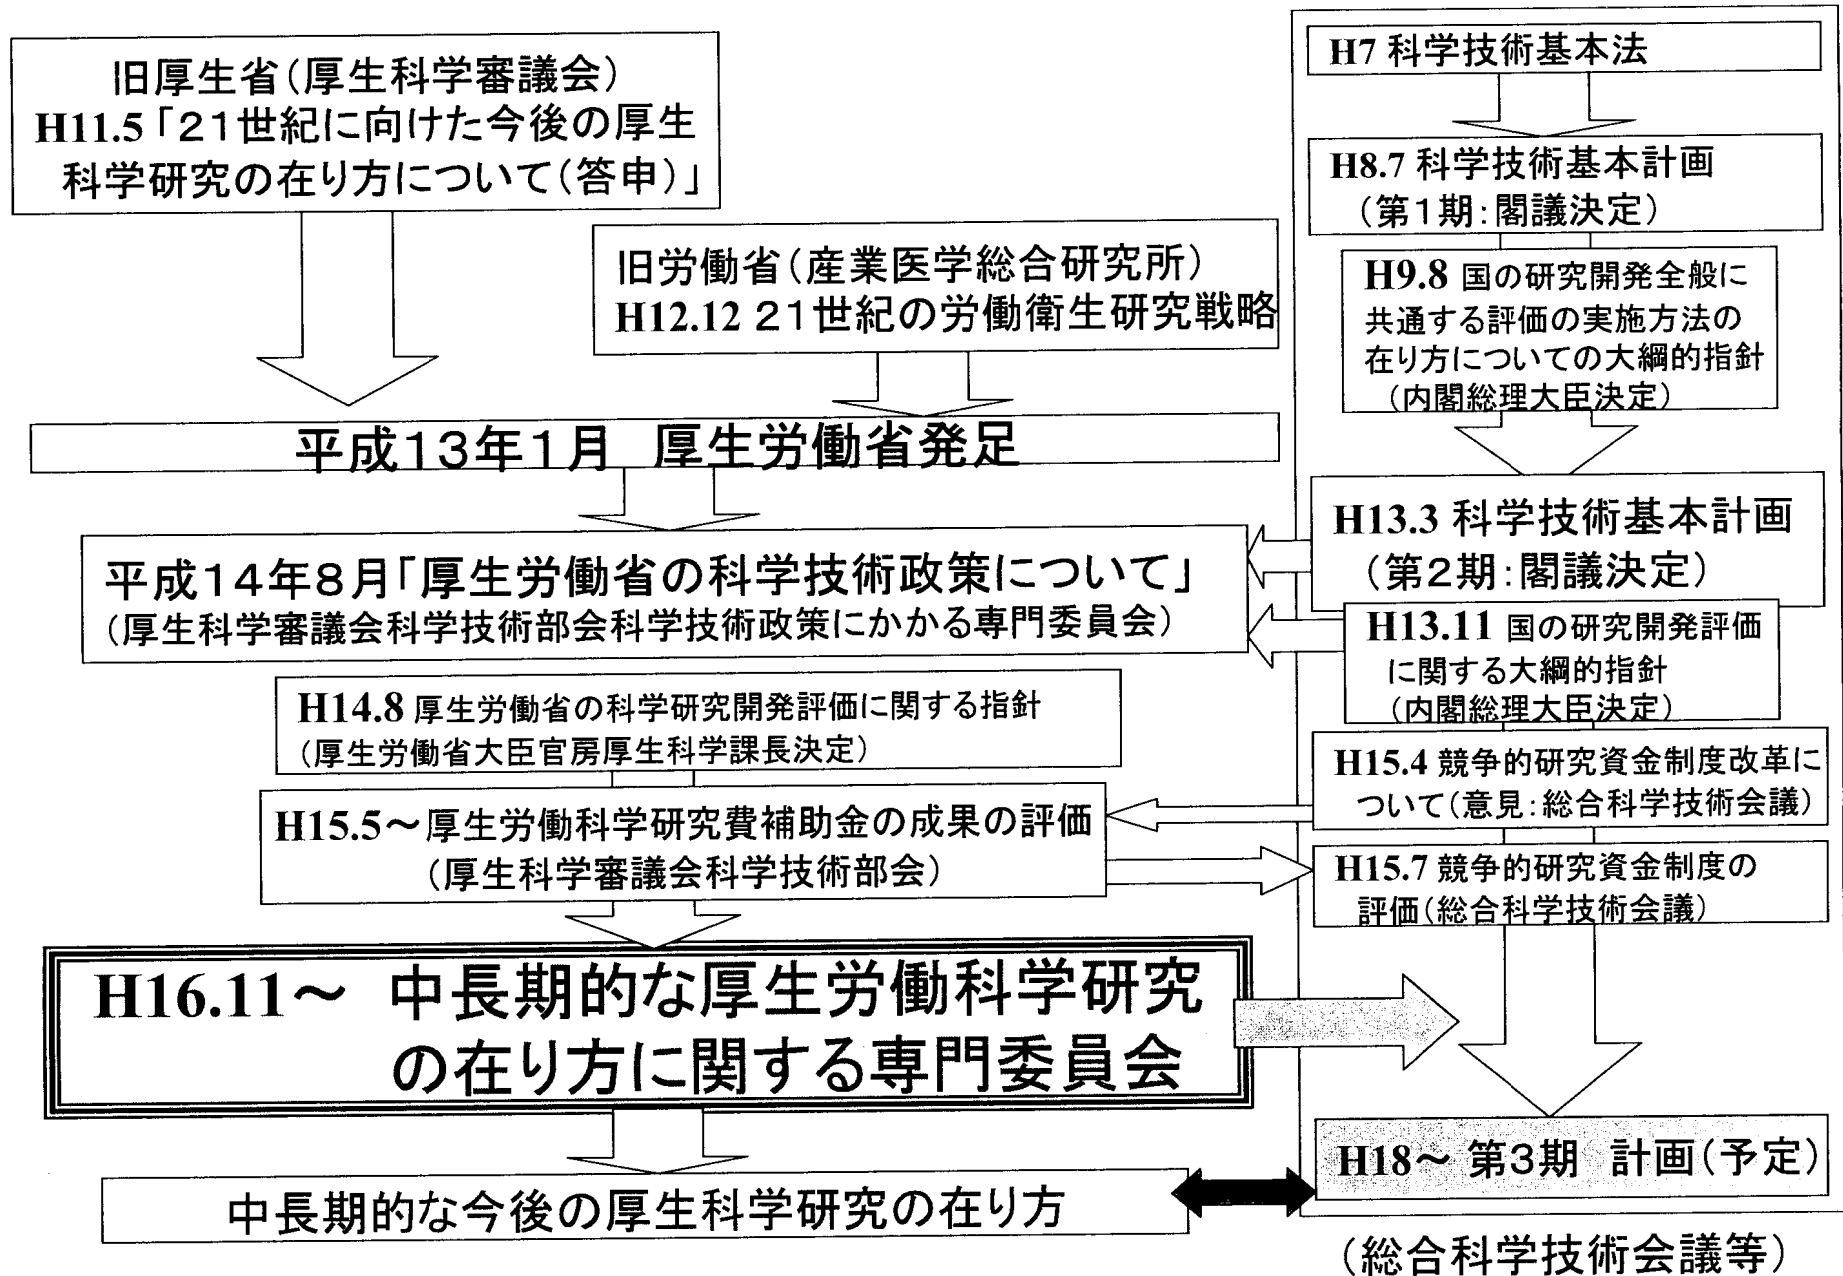 旧厚生省(厚生科学審議会)
H11.5「21世紀に向けた今後の厚生
科学研究の在り方について(答申)」
旧労働省(産業医学総合研究所)
H12.12 21世紀の労働衛生研究戦略
平成13年1月 厚生労働省発足
平成14年8月「厚生労働省の科学技術政策について」
(厚生科学審議会科学技術部会科学技術政策にかかる専門委員会)
H14.8 厚生労働省の科学研究開発評価に関する指針
(厚生労働省大臣官房厚生科学課長決定)
H15.5~厚生労働科学研究費補助金の成果の評価
(厚生科学審議会科学技術部会)
H16.11~ 中長期的な厚生労働科学研究
の在り方に関する専門委員会
中長期的な今後の厚生科学研究の在り方
H7 科学技術基本法
H8.7 科学技術基本計画
(第1期:閣議決定)
H9.8 国の研究開発全般に
共通する評価の実施方法の
在り方についての大綱的指針
(内閣総理大臣決定)
H13.3 科学技術基本計画
(第2期:閣議決定)
H13.11 国の研究開発評価
に関する大綱的指針
(内閣総理大臣決定)
H15.4 競争的研究資金制度改革に
ついて(意見:総合科学技術会議)
H15.7 競争的研究資金制度の
評価(総合科学技術会議)
H18~ 第3期 計画(予定)
(総合科学技術会議等)